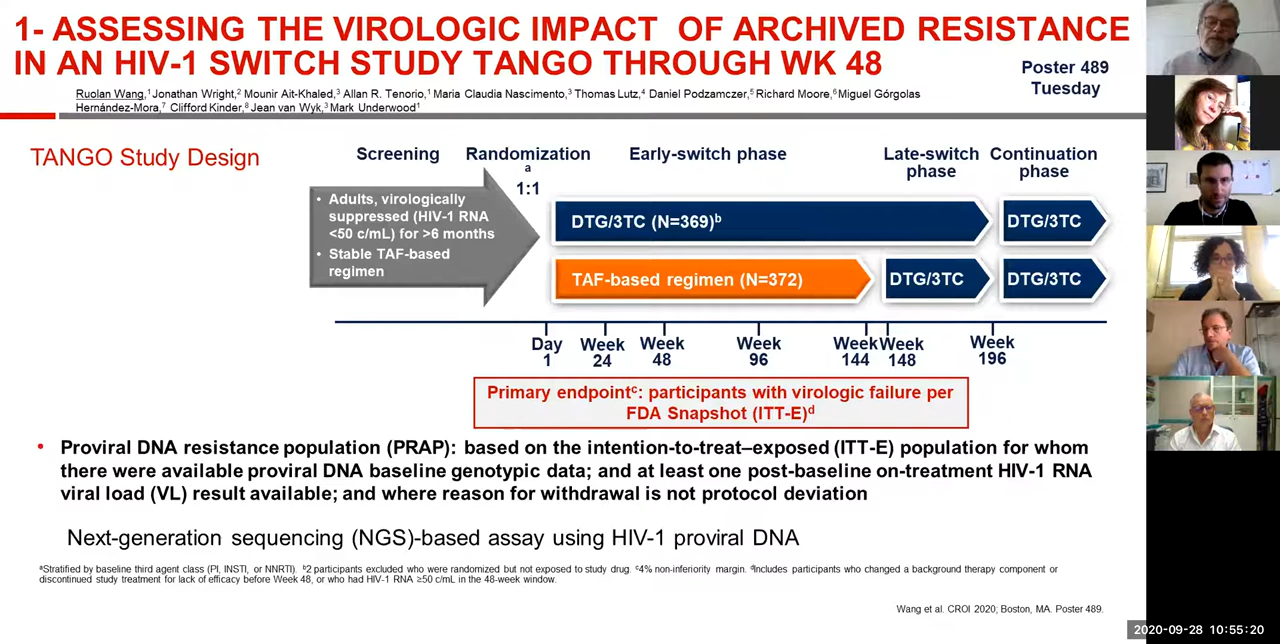 1- ASSESSING THE VIROLOGIC IMPACT OF ARCHIVED RESISTANCE
IN AN HIV-1 SWITCH STUDY TANGO THROUGH WK 48
Poster 489
Tuesday
Ruolan Wang,¹ Jonathan Wright,² Mounir Ait-Khaled,³ Allan R. Tenorio,¹ Maria Claudia Nascimento,³ Thomas Lutz,⁴ Daniel Podzamczer,⁵ Richard Moore,⁶ Miguel Górgolas
Hernández-Mora,⁷ Clifford Kinder,⁸ Jean van Wyk,³ Mark Underwood¹
TANGO Study Design
Screening
Randomization
a
1:1
Early-switch phase
Late-switch
phase
Continuation
phase
• Adults, virologically
suppressed (HIV-1 RNA
<50 c/mL) for >6 months
• Stable TAF-based
regimen
DTG/3TC (N=369)ᵇ
DTG/3TC
TAF-based regimen (N=372)
DTG/3TC
DTG/3TC
Day
1
Week
24
Week
48
Week
96
Week
144
Week
148
Week
196
Primary endpointᶜ: participants with virologic failure per
FDA Snapshot (ITT-E)ᵈ
• Proviral DNA resistance population (PRAP): based on the intention-to-treat–exposed (ITT-E) population for whom
there were available proviral DNA baseline genotypic data; and at least one post-baseline on-treatment HIV-1 RNA
viral load (VL) result available; and where reason for withdrawal is not protocol deviation
Next-generation sequencing (NGS)-based assay using HIV-1 proviral DNA
ᵃStratified by baseline third agent class (PI, INSTI, or NNRTI). ᵇ2 participants excluded who were randomized but not exposed to study drug. ᶜ4% non-inferiority margin. ᵈIncludes participants who changed a background therapy component or
discontinued study treatment for lack of efficacy before Week 48, or who had HIV-1 RNA ≥50 c/mL in the 48-week window.
Wang et al. CROI 2020; Boston, MA. Poster 489.
2020-09-28 10:55:20